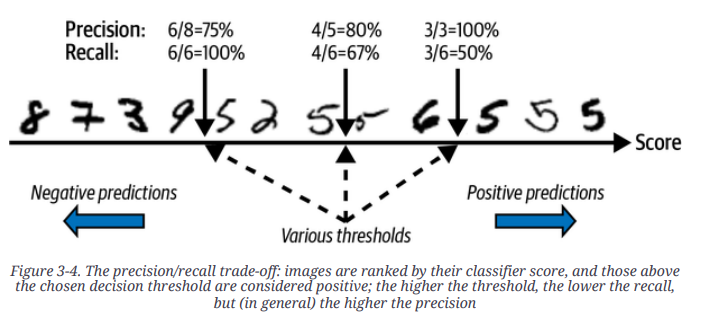 Precision: 6/8=75% 4/5=80% 3/3=100%
Recall: 6/6=100% 4/6=67% 3/6=50%
8 7 3 9 5 2 5 5 6 5 5 5
Score
Negative predictions Positive predictions
Various thresholds
Figure 3-4. The precision/recall trade-off: images are ranked by their classifier score, and those above
the chosen decision threshold are considered positive; the higher the threshold, the lower the recall,
but (in general) the higher the precision